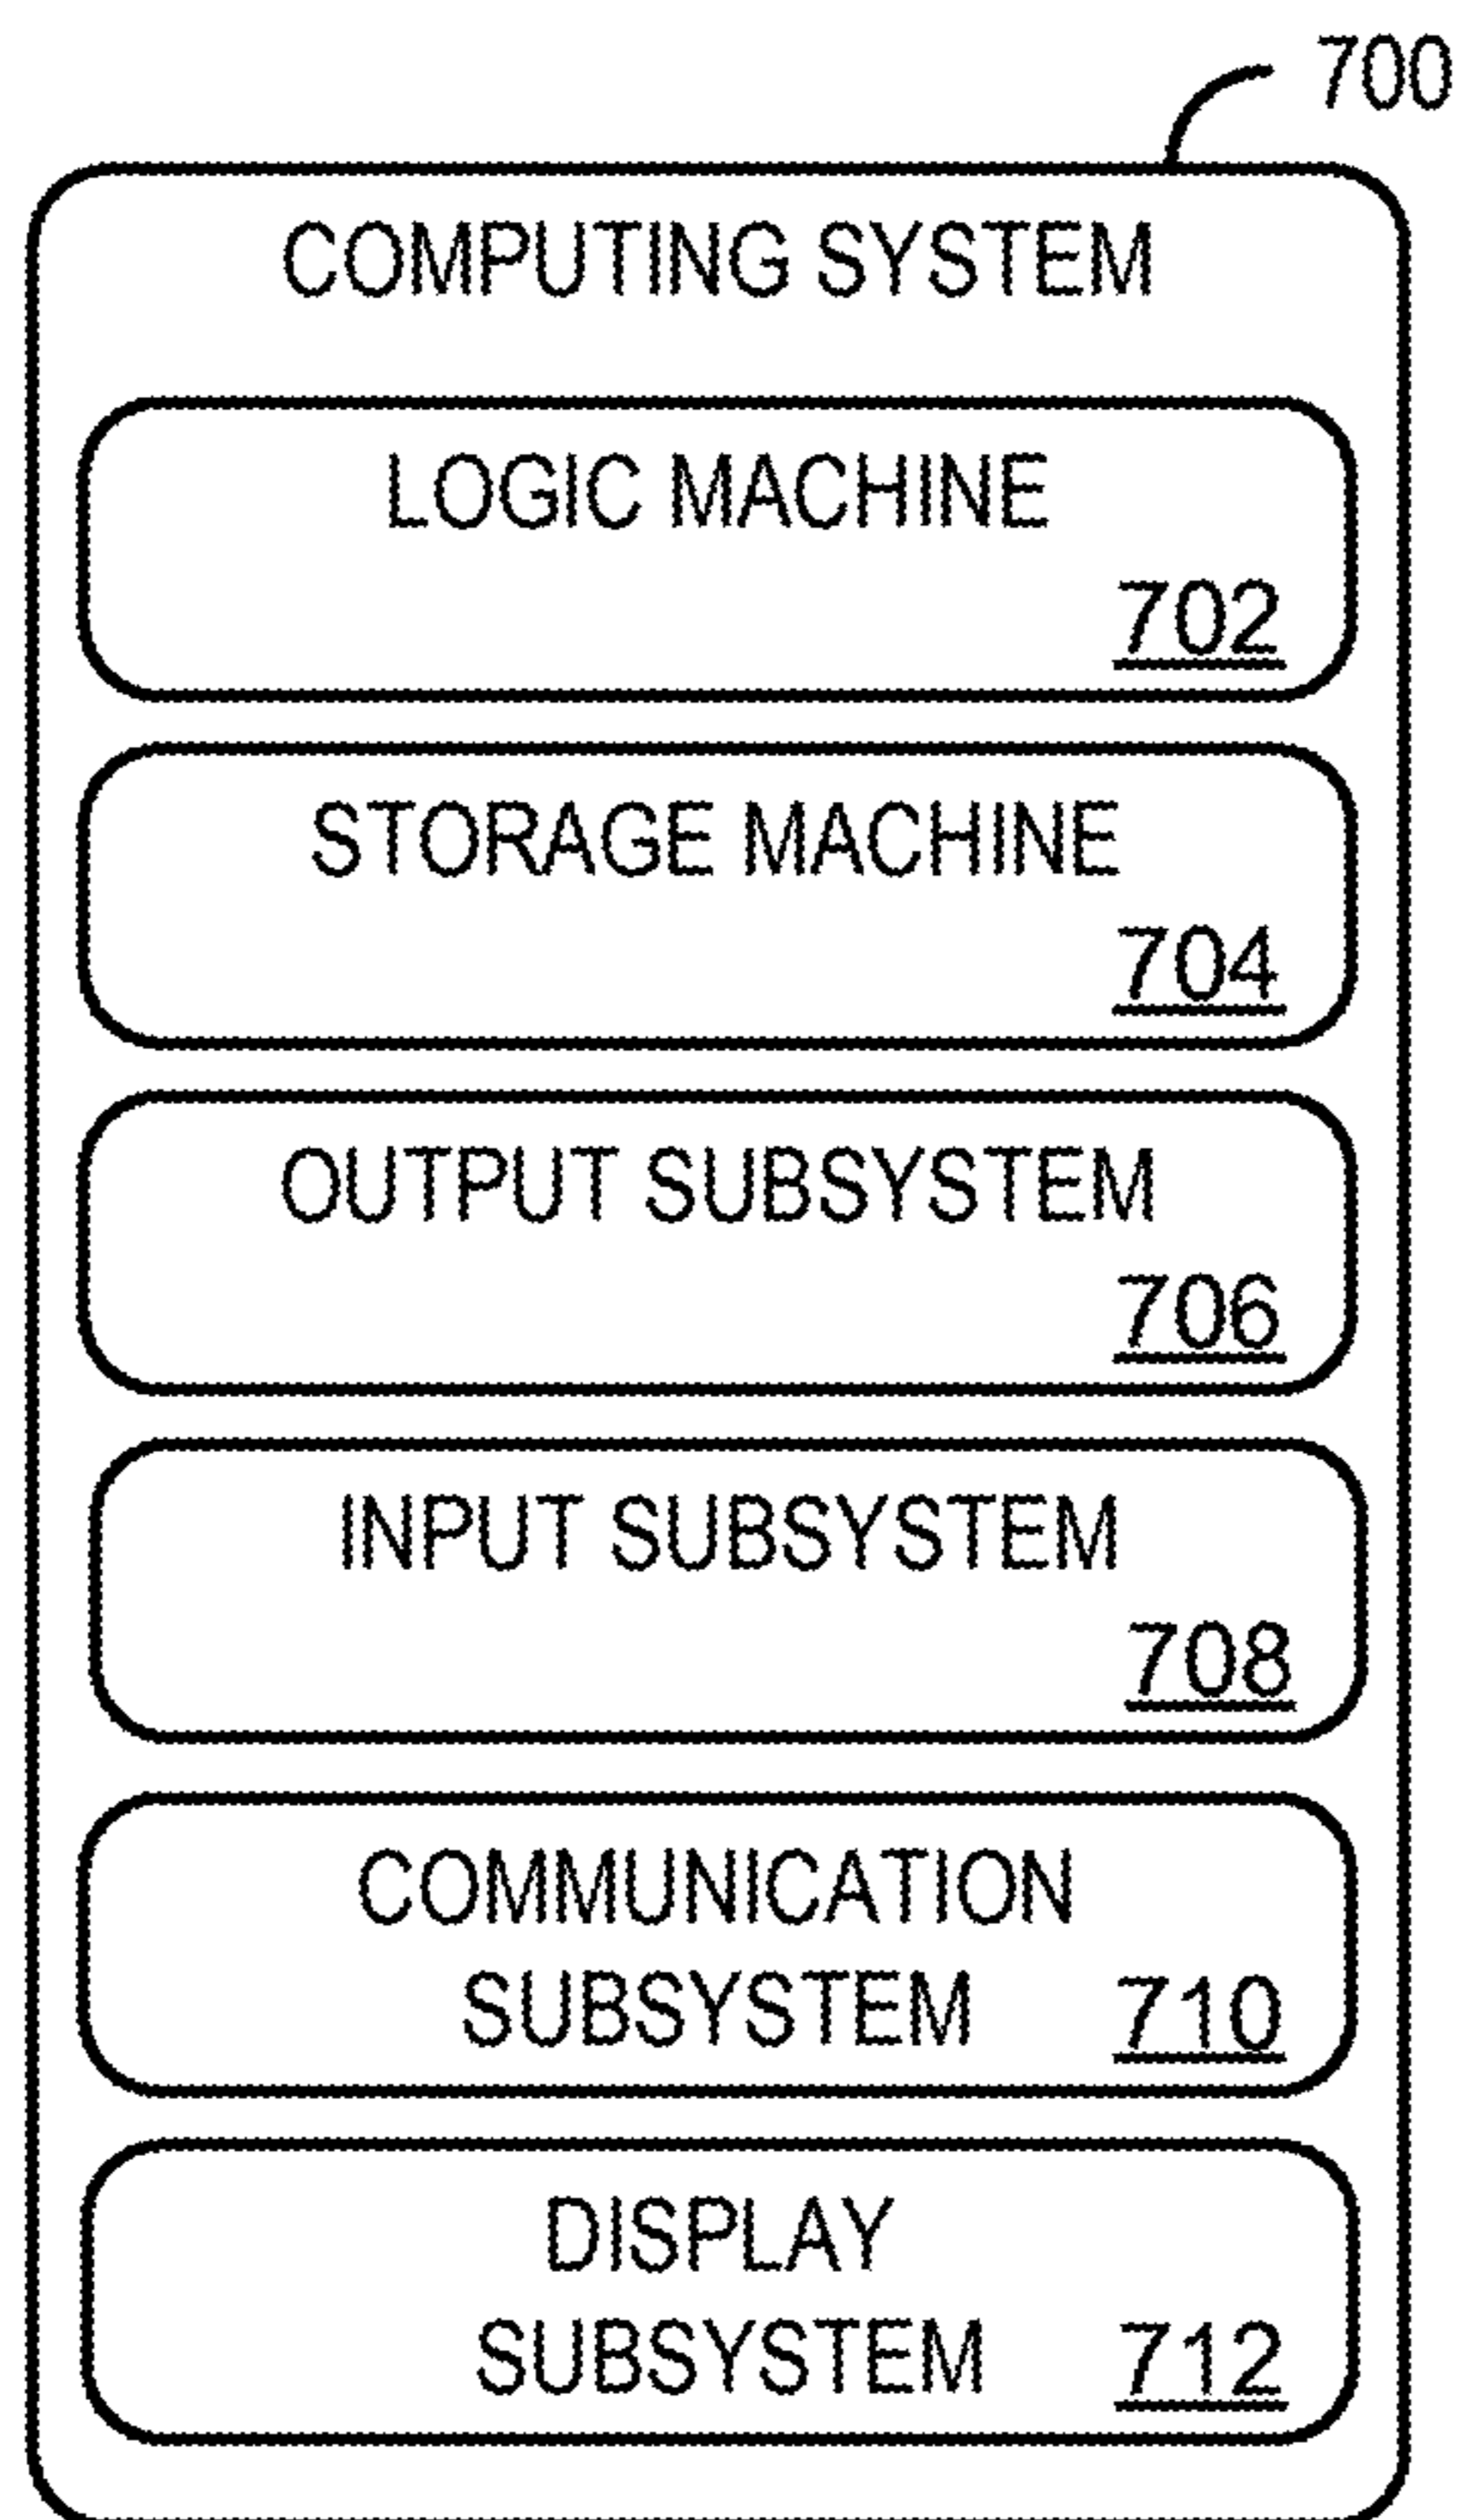 700
COMPUTING SYSTEM
LOGIC MACHINE
702
STORAGE MACHINE
704
OUTPUT SUBSYSTEM
706
INPUT SUBSYSTEM
708
COMMUNICATION
SUBSYSTEM 710
DISPLAY
SUBSYSTEM 712